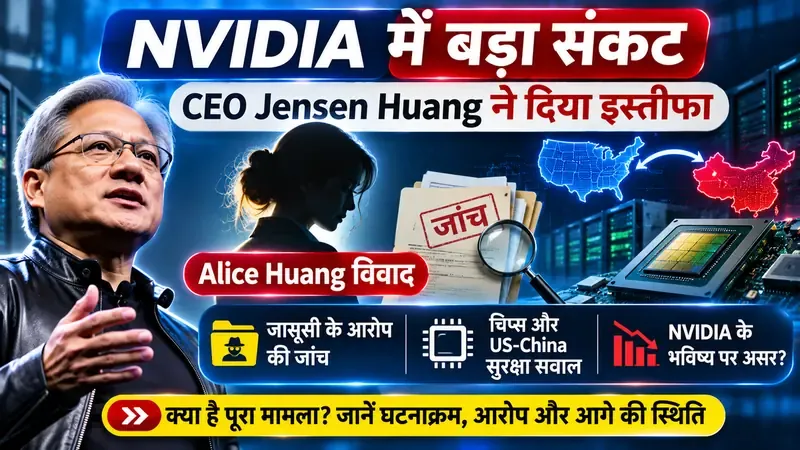 NVIDIA में बड़ा संकट
CEO Jensen Huang ने दिया इस्तीफा
जांच
Alice Huang विवाद
जासूसी के आरोप
की जांच
चिप्स और
US-China
सुरक्षा सवाल
NVIDIA के
भविष्य पर असर?
क्या है पूरा मामला? जानें घटनाक्रम, आरोप और आगे की स्थिति